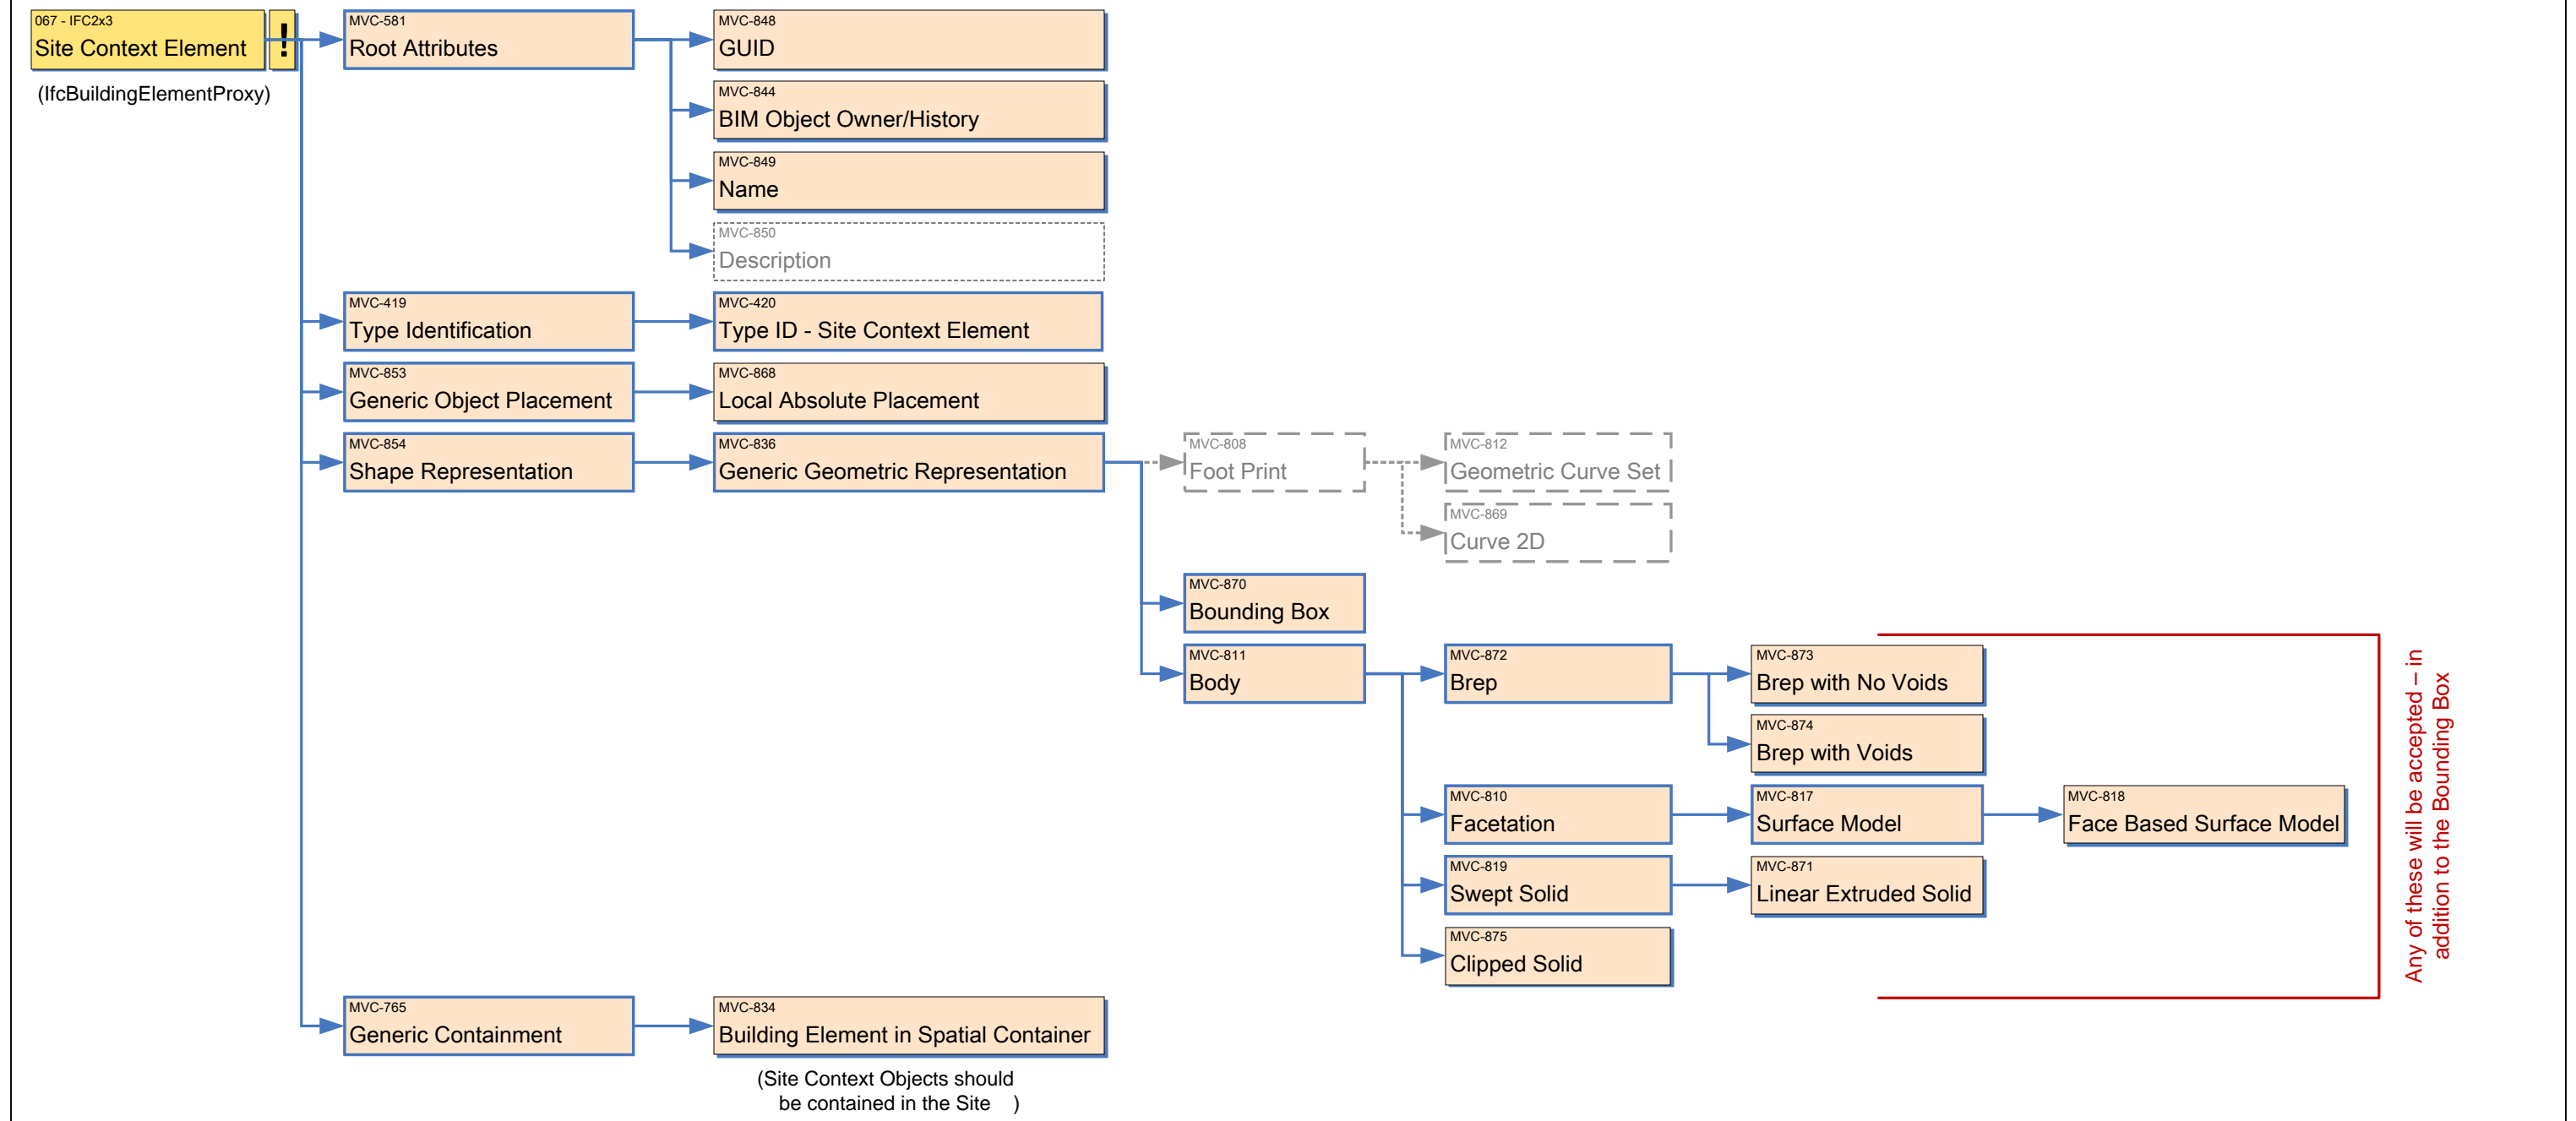 067 - IFC2x3
Site Context Element
!
(IfcBuildingElementProxy)
MVC-581
Root Attributes
MVC-848
GUID
MVC-844
BIM Object Owner/History
MVC-849
Name
MVC-850
Description
MVC-419
Type Identification
MVC-420
Type ID - Site Context Element
MVC-853
Generic Object Placement
MVC-868
Local Absolute Placement
MVC-854
Shape Representation
MVC-836
Generic Geometric Representation
MVC-808
Foot Print
MVC-812
Geometric Curve Set
MVC-869
Curve 2D
MVC-870
Bounding Box
MVC-811
Body
MVC-872
Brep
MVC-873
Brep with No Voids
MVC-874
Brep with Voids
MVC-810
Facetation
MVC-817
Surface Model
MVC-818
Face Based Surface Model
MVC-819
Swept Solid
MVC-871
Linear Extruded Solid
MVC-875
Clipped Solid
Any of these will be accepted – in
addition to the Bounding Box
MVC-765
Generic Containment
MVC-834
Building Element in Spatial Container
(Site Context Objects should
be contained in the Site )